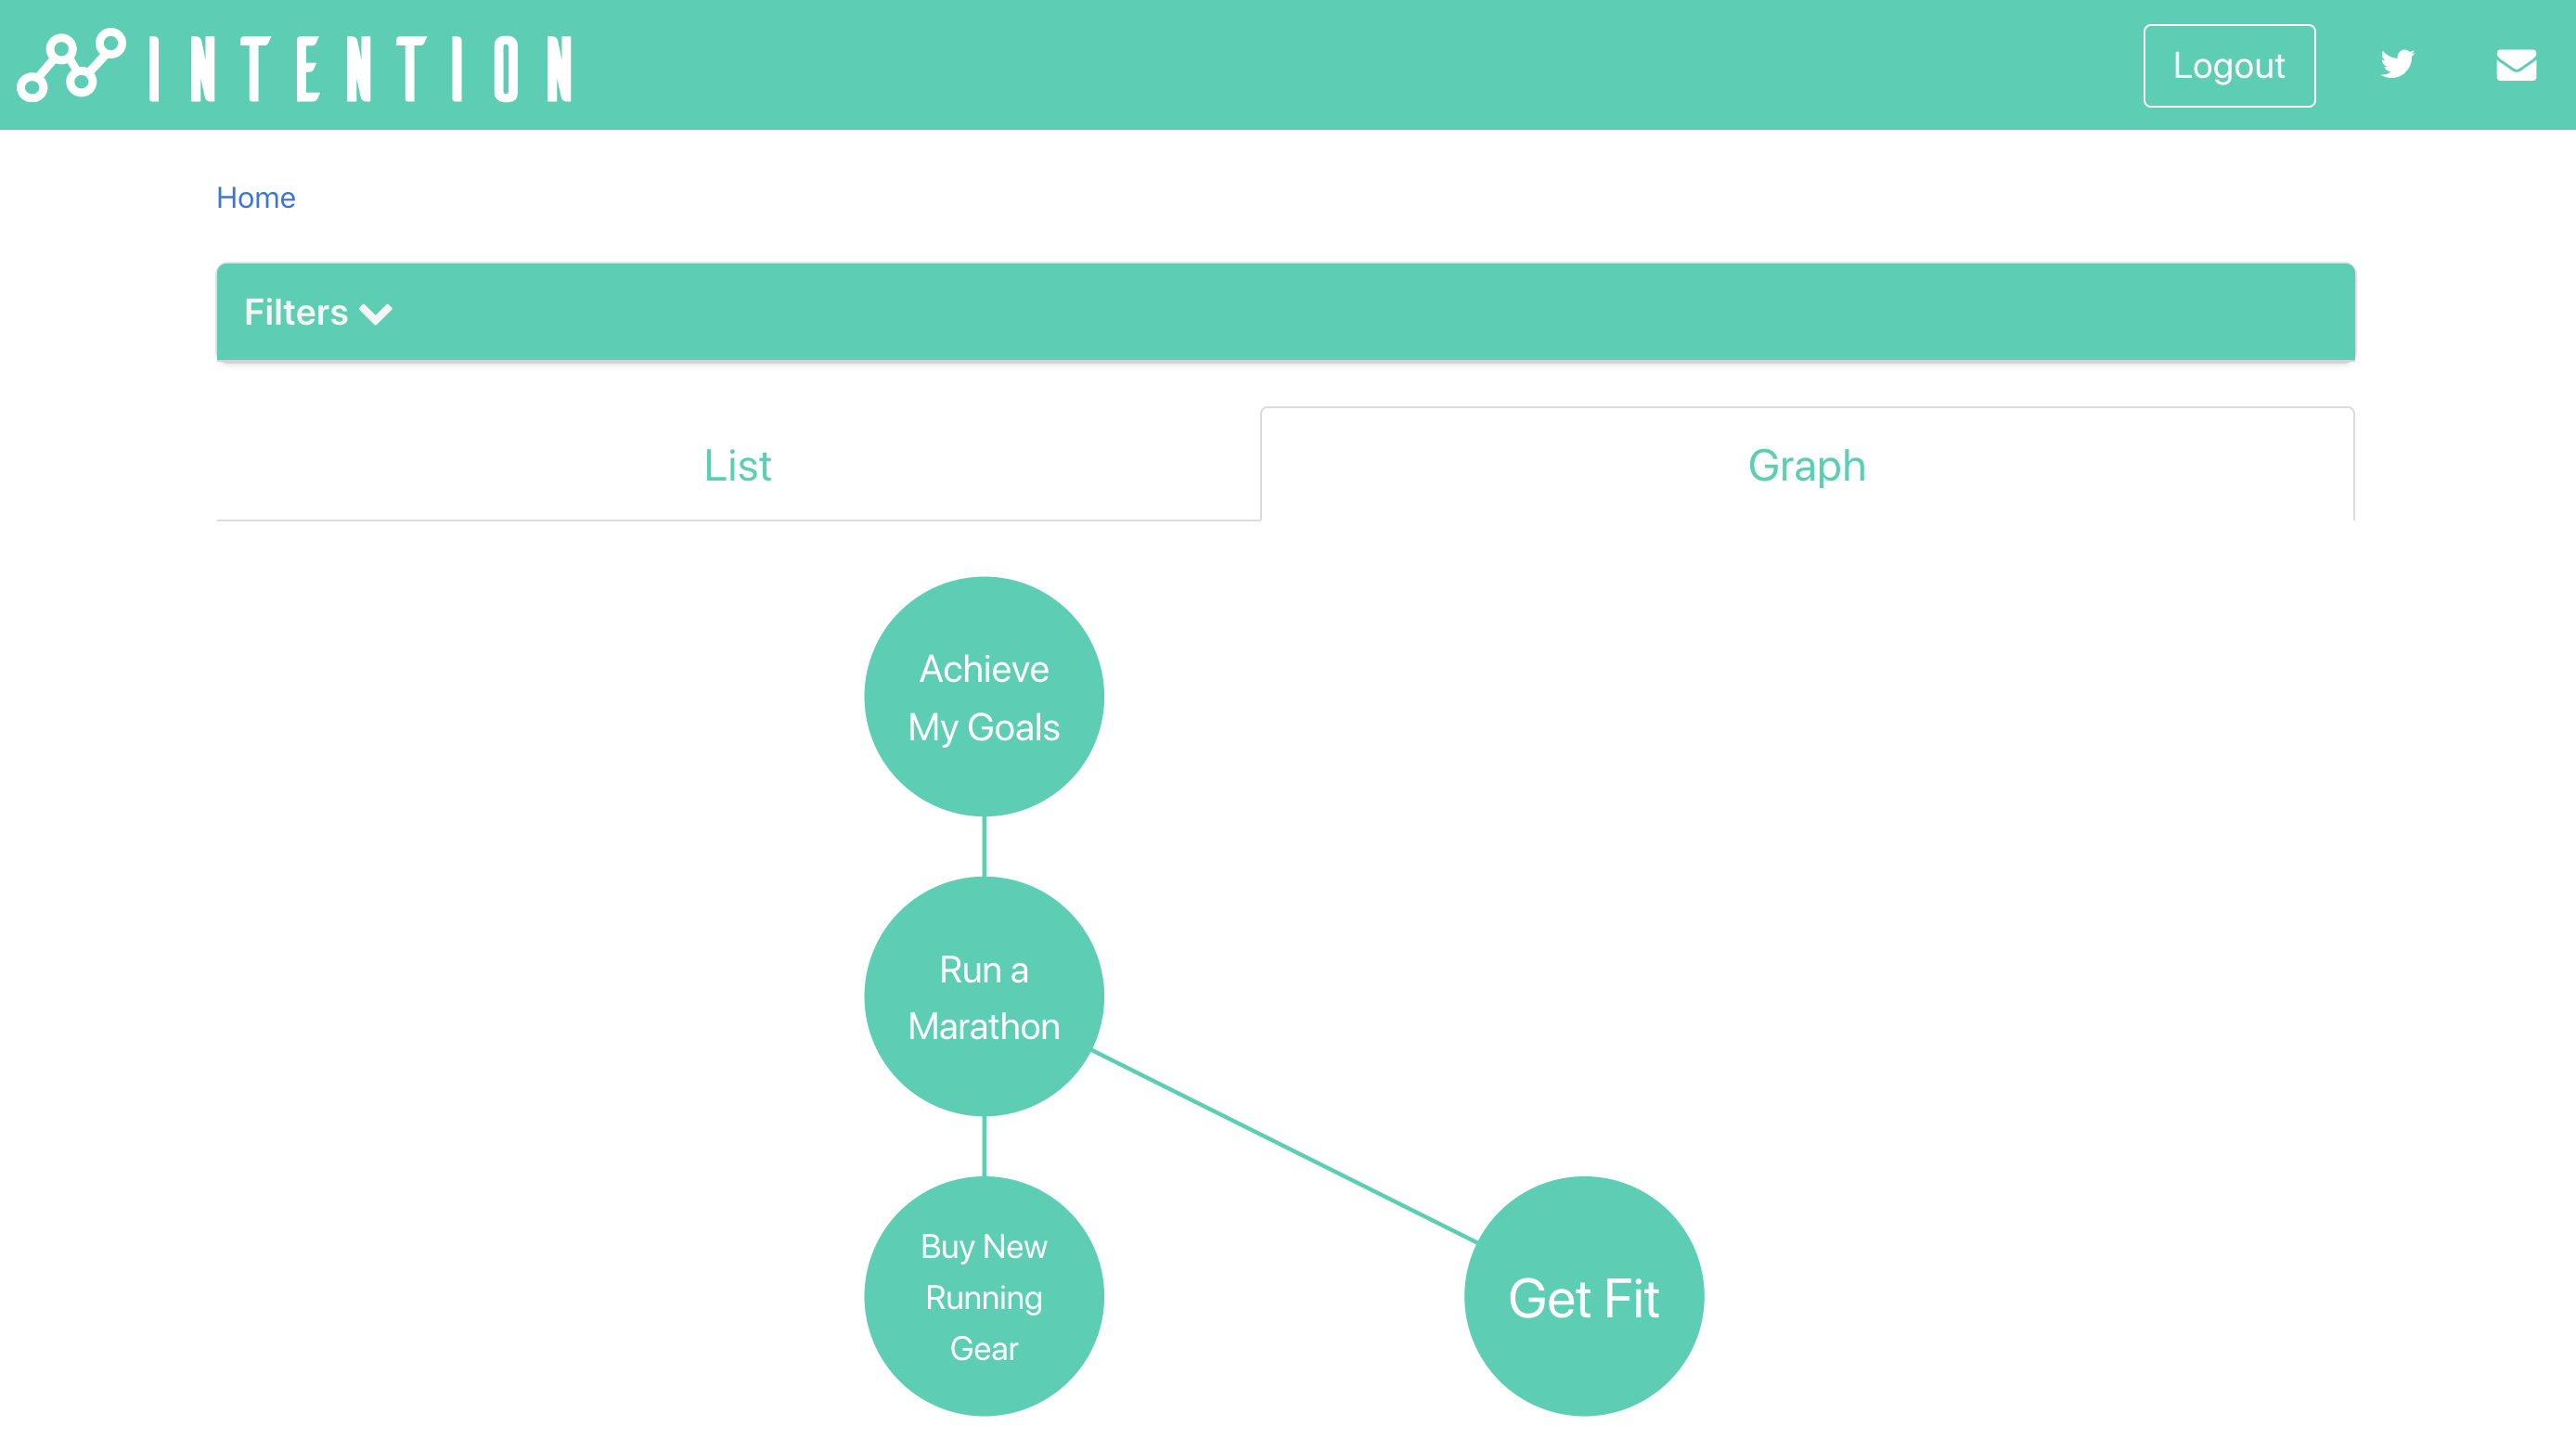 INTENTION
Logout
Home
Filters
List
Graph
Achieve
My Goals
Run a
Marathon
Buy New
Running
Gear
Get Fit